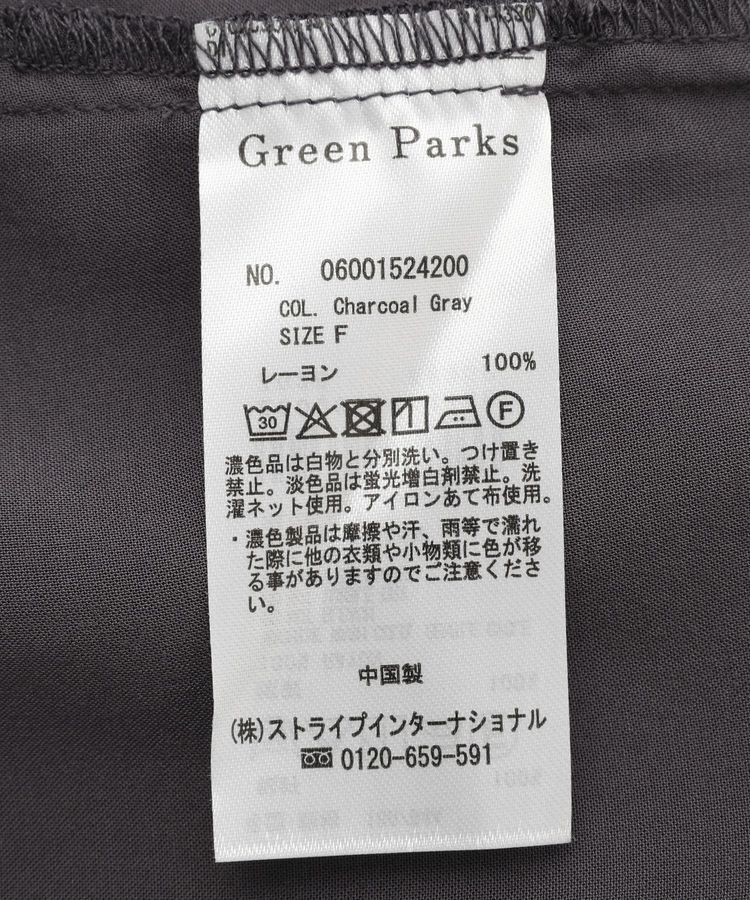 Green Parks
NO. 06001524200
COL. Charcoal Gray
SIZE F
レーヨン 100%
30 F
濃色品は白物と分別洗い。つけ置き
禁止。淡色品は蛍光増白剤禁止。洗
濯ネット使用。アイロンあて布使用。
・濃色製品は摩擦や汗、雨等で濡れ
た際に他の衣類や小物類に色が移
る事がありますのでご注意くださ
い。
中国製
(株)ストライプインターナショナル
0120-659-591